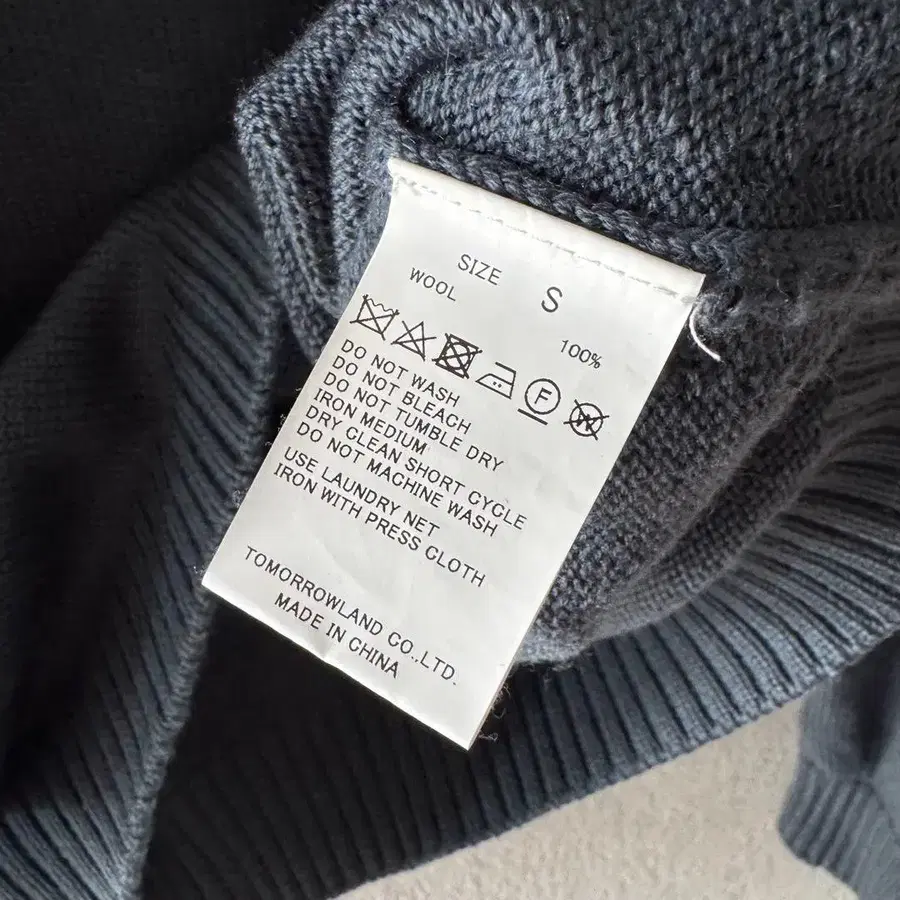 SIZE S
WOOL 100%
F W
DO NOT WASH
DO NOT BLEACH
DO NOT TUMBLE DRY
IRON MEDIUM
DRY CLEAN SHORT CYCLE
DO NOT MACHINE WASH
USE LAUNDRY NET
IRON WITH PRESS CLOTH
TOMORROWLAND CO.,LTD.
MADE IN CHINA